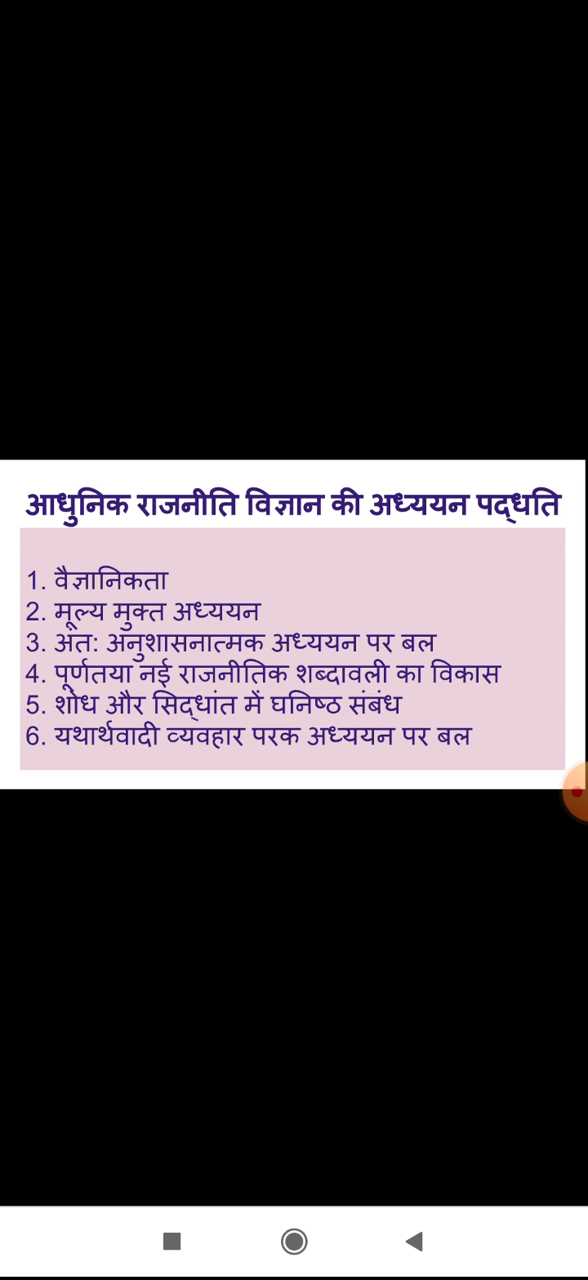 आधुनिक राजनीति विज्ञान की अध्ययन पद्धति
1. वैज्ञानिकता
2. मूल्य मुक्त अध्ययन
3. अंत: अनुशासनात्मक अध्ययन पर बल
4. पूर्णतया नई राजनीतिक शब्दावली का विकास
5. शोध और सिद्धांत में घनिष्ठ संबंध
6. यथार्थवादी व्यवहार परक अध्ययन पर बल